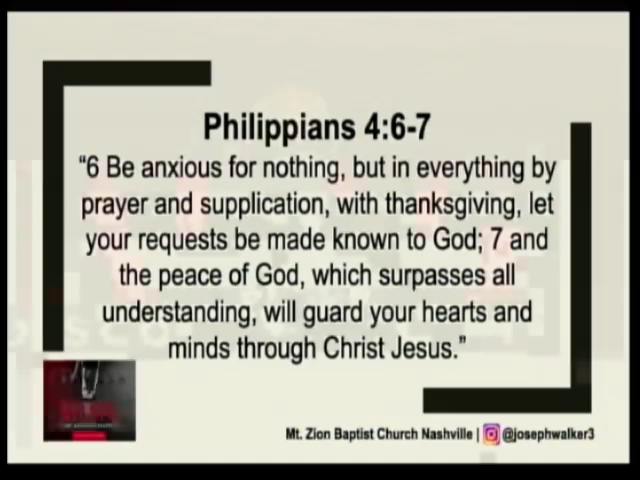 Philippians 4:6-7
“6 Be anxious for nothing, but in everything by
prayer and supplication, with thanksgiving, let
your requests be made known to God; 7 and
the peace of God, which surpasses all
understanding, will guard your hearts and
minds through Christ Jesus.”
Mt. Zion Baptist Church Nashville | @josephwalker3